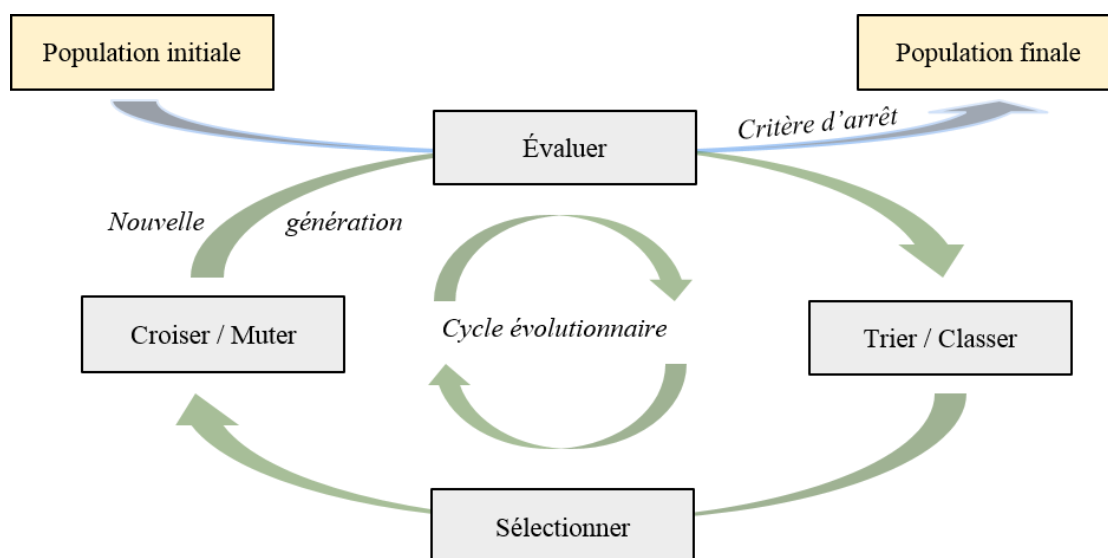 Population initiale
Population finale
Critère d'arrêt
Évaluer
Nouvelle génération
Croiser / Muter
Cycle évolutionnaire
Trier / Classer
Sélectionner